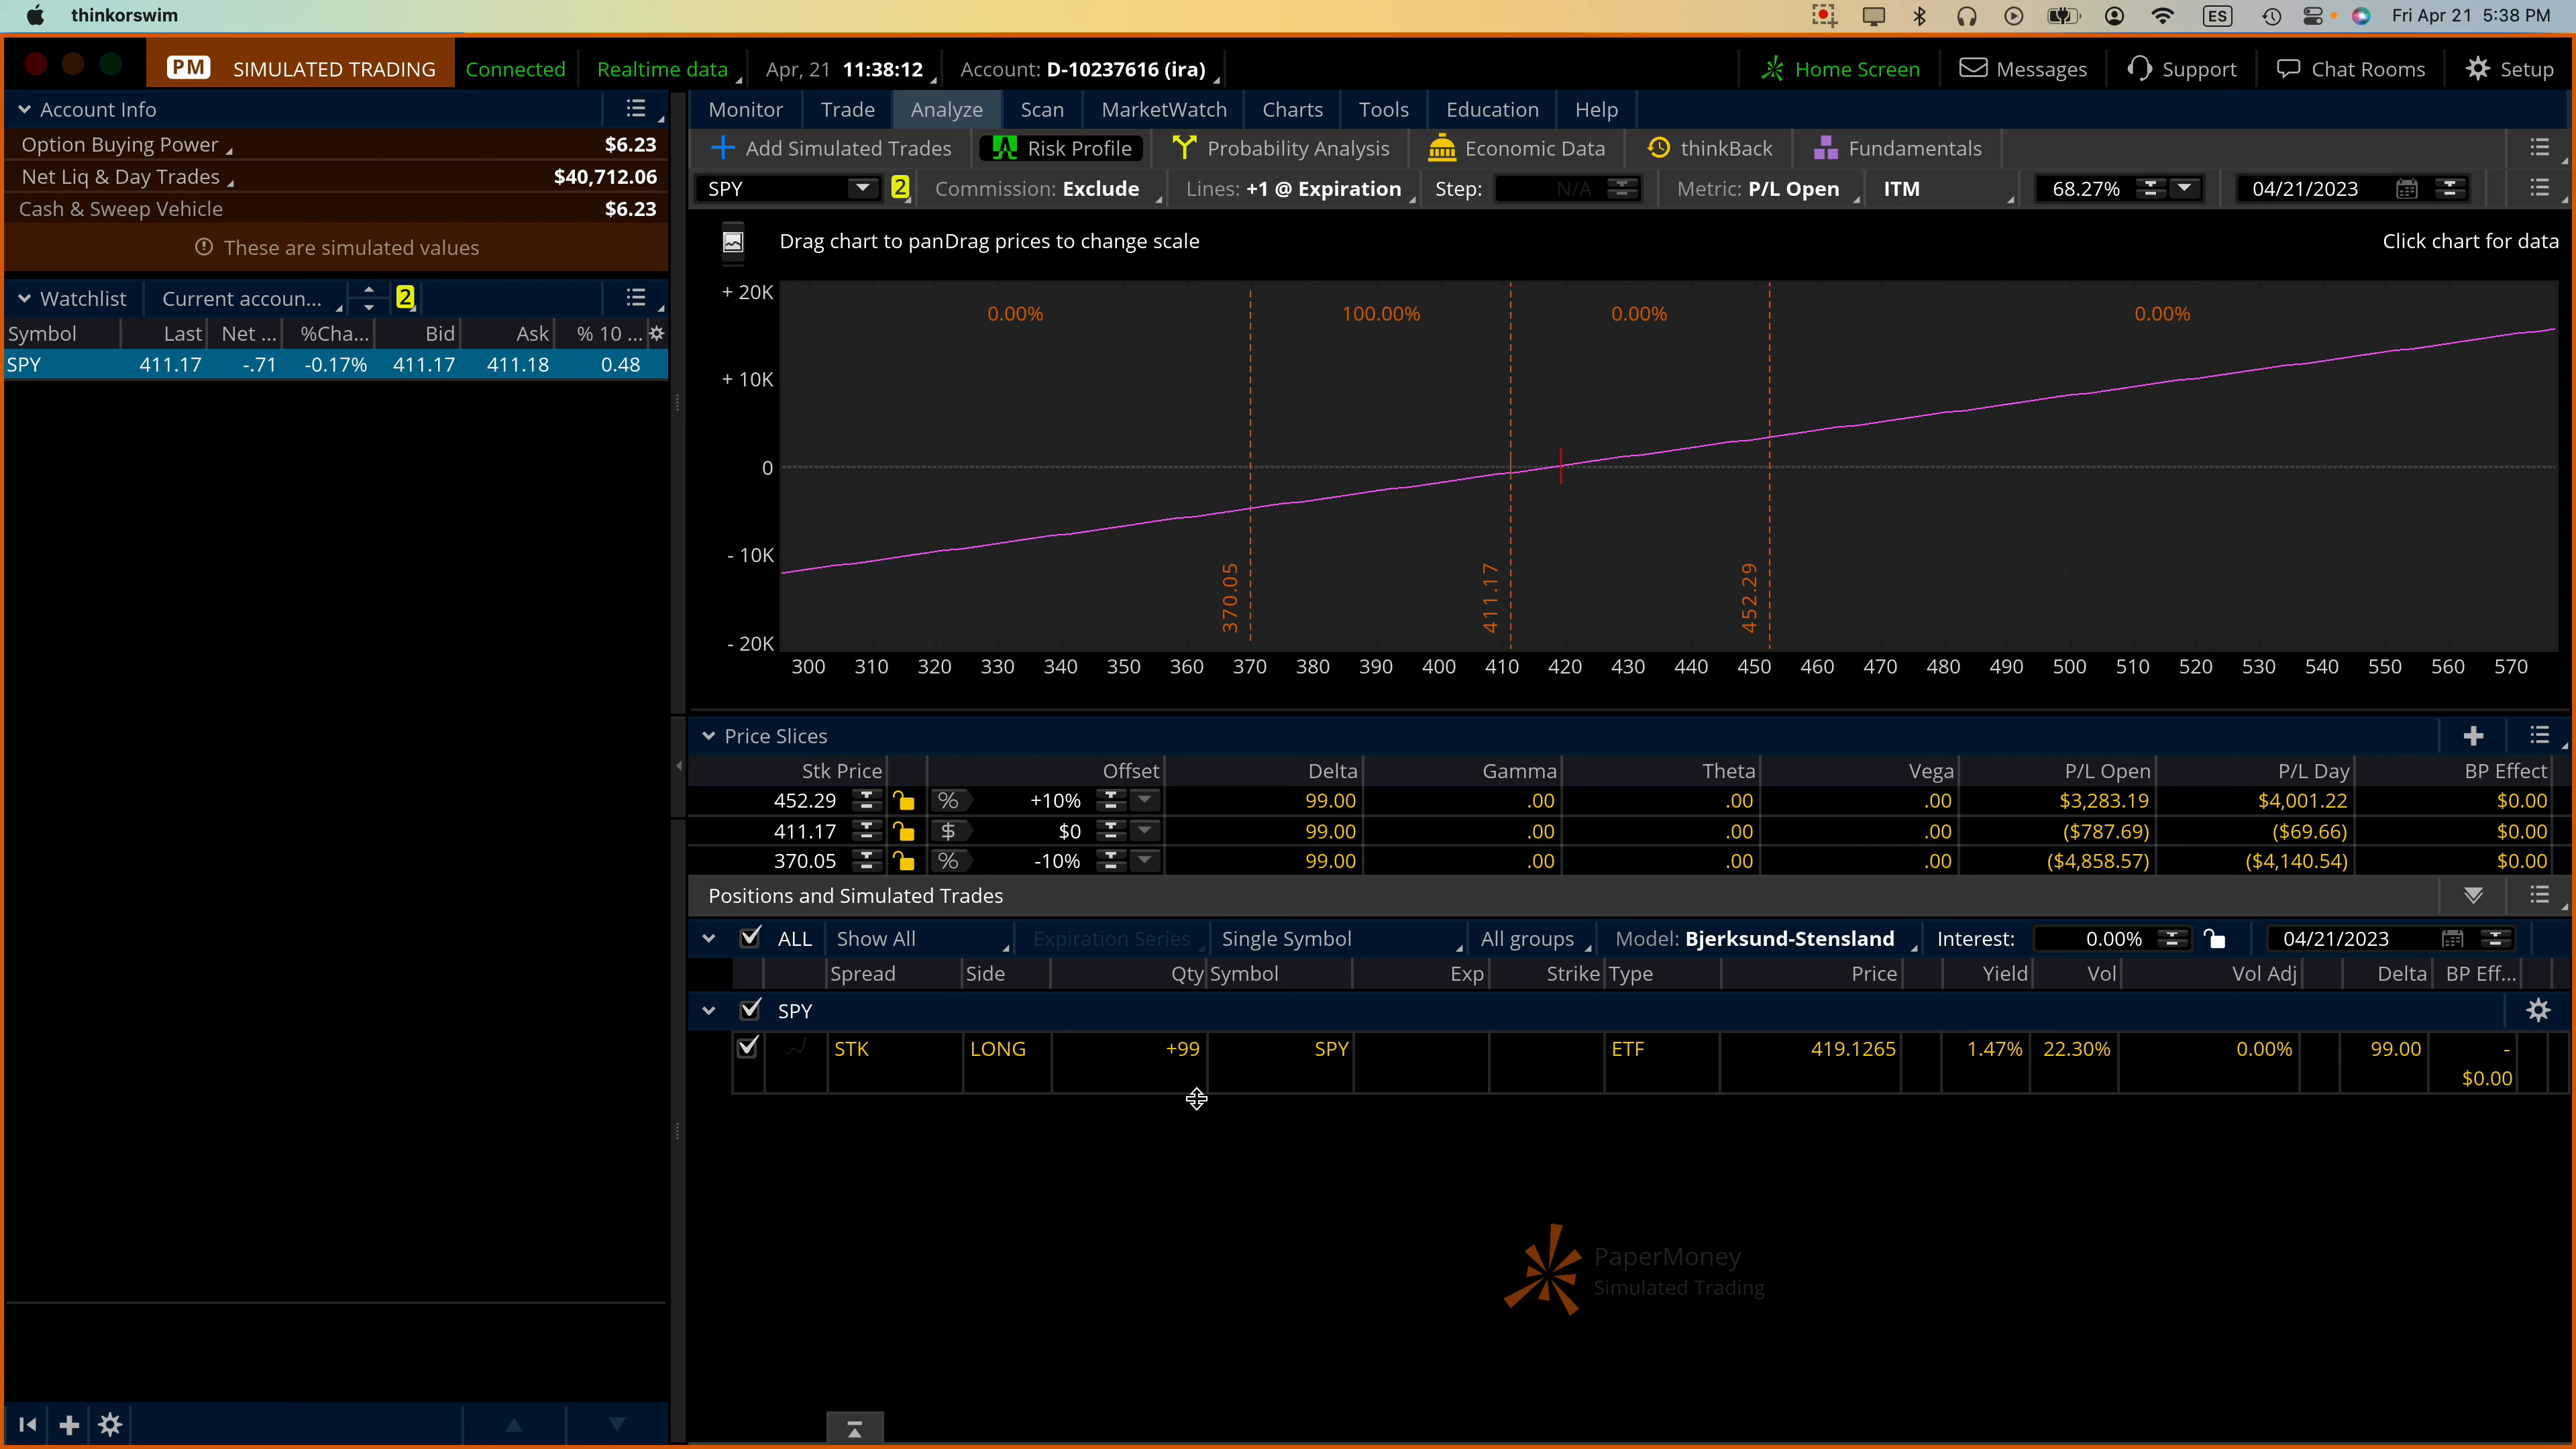 thinkorswim
ES
Fri Apr 21 5:38 PM
PM SIMULATED TRADING Connected Realtime data Apr, 21 11:38:12 Account: D-10237616 (ira) Home Screen Messages Support Chat Rooms Setup
Account Info
Option Buying Power $6.23
Net Liq & Day Trades $40,712.06
Cash & Sweep Vehicle $6.23
These are simulated values
Watchlist Current accoun... 2
Symbol Last Net ... %Cha... Bid Ask % 10 ...
SPY 411.17 -.71 -0.17% 411.17 411.18 0.48
Monitor Trade Analyze Scan MarketWatch Charts Tools Education Help
Add Simulated Trades Risk Profile Probability Analysis Economic Data thinkBack Fundamentals
SPY 2 Commission: Exclude Lines: +1 @ Expiration Step: N/A Metric: P/L Open ITM 68.27% 04/21/2023
Drag chart to panDrag prices to change scale Click chart for data
+ 20K
0.00% 100.00% 0.00% 0.00%
+ 10K
0
- 10K
370.05 411.17 452.29
- 20K
300 310 320 330 340 350 360 370 380 390 400 410 420 430 440 450 460 470 480 490 500 510 520 530 540 550 560 570
Price Slices
Stk Price Offset Delta Gamma Theta Vega P/L Open P/L Day BP Effect
452.29 % +10% 99.00 .00 .00 .00 $3,283.19 $4,001.22 $0.00
411.17 $ $0 99.00 .00 .00 .00 ($787.69) ($69.66) $0.00
370.05 % -10% 99.00 .00 .00 .00 ($4,858.57) ($4,140.54) $0.00
Positions and Simulated Trades
ALL Show All Expiration Series Single Symbol All groups Model: Bjerksund-Stensland Interest: 0.00% 04/21/2023
Spread Side Qty Symbol Exp Strike Type Price Yield Vol Vol Adj Delta BP Eff...
SPY
STK LONG +99 SPY ETF 419.1265 1.47% 22.30% 0.00% 99.00 -
$0.00
PaperMoney
Simulated Trading